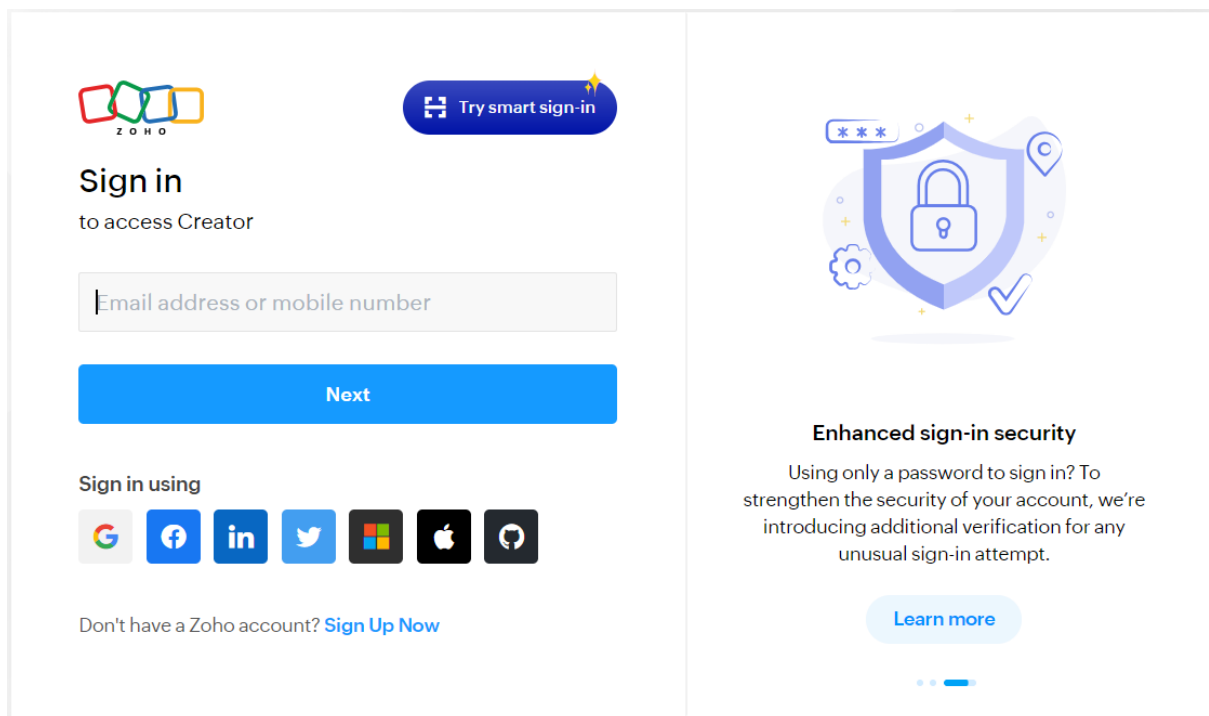 ZOHO
Try smart sign-in
Sign in
to access Creator
Email address or mobile number
Next
Sign in using
in
Don't have a Zoho account? Sign Up Now
***
Enhanced sign-in security
Using only a password to sign in? To
strengthen the security of your account, we’re
introducing additional verification for any
unusual sign-in attempt.
Learn more